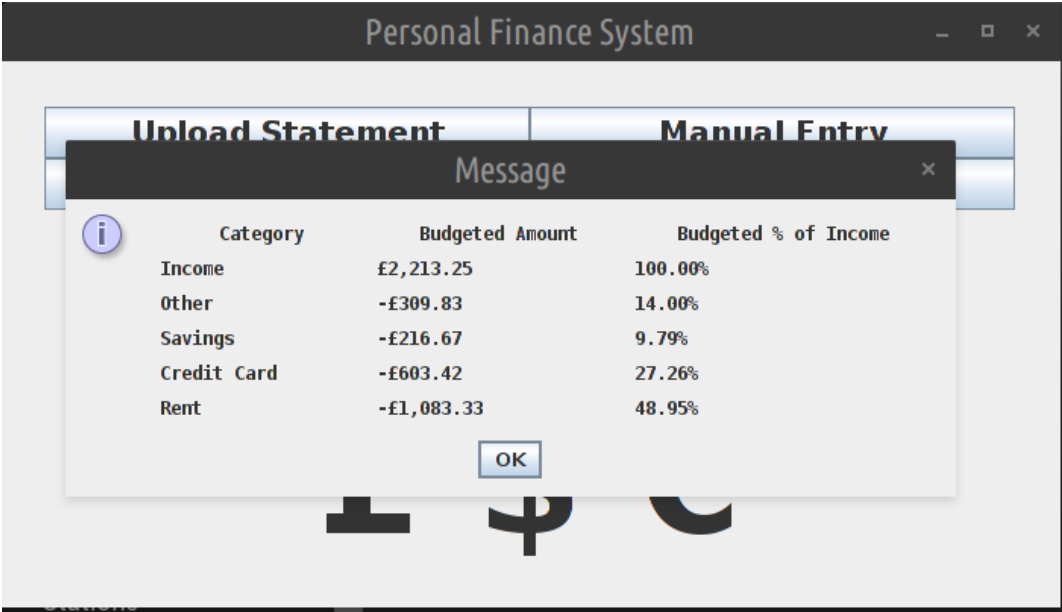 Personal Finance System
Upload Statement Manual Entry
Message
i
Category Budgeted Amount Budgeted % of Income
Income £2,213.25 100.00%
Other -£309.83 14.00%
Savings -£216.67 9.79%
Credit Card -£603.42 27.26%
Rent -£1,083.33 48.95%
OK